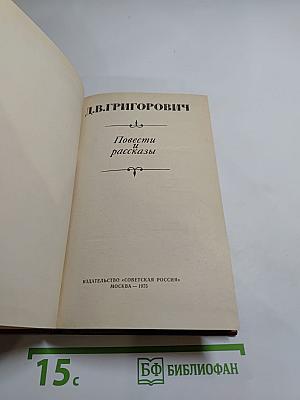 Д.В.ГРИГОРОВИЧ
Повести
и
рассказы
ИЗДАТЕЛЬСТВО «СОВЕТСКАЯ РОССИЯ»
МОСКВА — 1975
15с
БФ БИБЛИОФАН